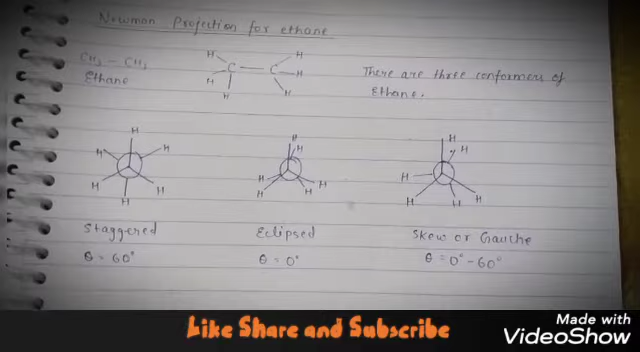 Newman Projection for ethane
CH3 - CH3
Ethane
H H
C - C - H
H
H H
There are three conformers of
Ethane.
H
H H
H H
H
H
H
H H
H H
H
H
H
H H
H H
Staggered
θ = 60°
Eclipsed
θ = 0°
Skew or Gauche
θ = 0° - 60°
Like Share and Subscribe
Made with
VideoShow